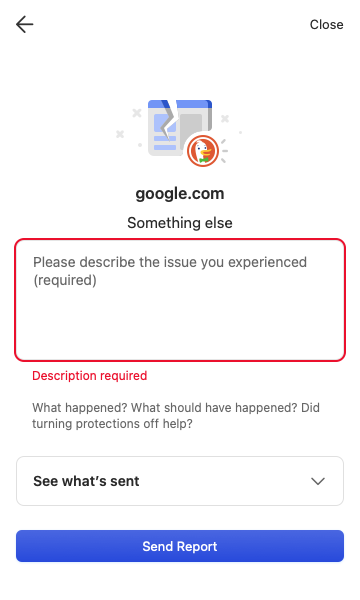 Close
google.com
Something else
Please describe the issue you experienced
(required)
Description required
What happened? What should have happened? Did
turning protections off help?
See what’s sent
Send Report